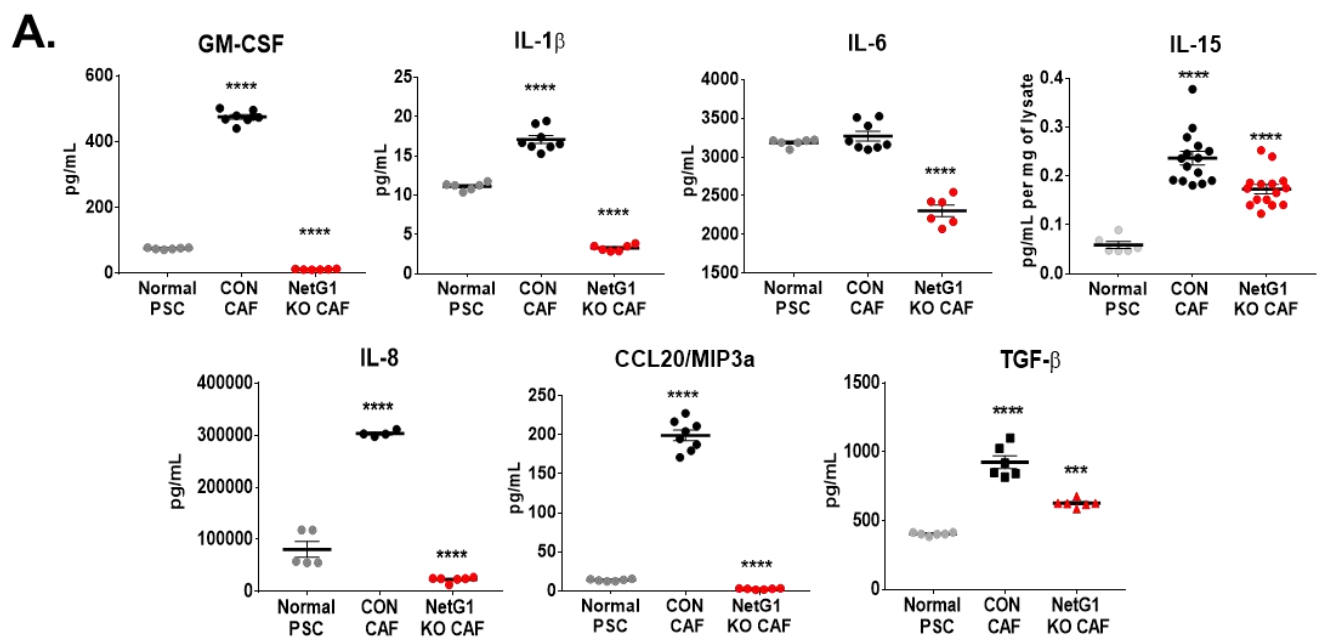 A.
GM-CSF
pg/mL
600
400
200
0
****
****
Normal PSC
CON CAF
NetG1 KO CAF
IL-1β
pg/mL
25
20
15
10
5
0
****
****
Normal PSC
CON CAF
NetG1 KO CAF
IL-6
pg/mL
4000
3500
3000
2500
2000
1500
****
Normal PSC
CON CAF
NetG1 KO CAF
IL-15
pg/mL per mg of lysate
0.4
0.3
0.2
0.1
0.0
****
****
Normal PSC
CON CAF
NetG1 KO CAF
IL-8
pg/mL
400000
300000
200000
100000
0
****
****
Normal PSC
CON CAF
NetG1 KO CAF
CCL20/MIP3a
pg/mL
250
200
150
100
50
0
****
****
Normal PSC
CON CAF
NetG1 KO CAF
TGF-β
pg/mL
1500
1000
500
0
****
***
Normal PSC
CON CAF
NetG1 KO CAF